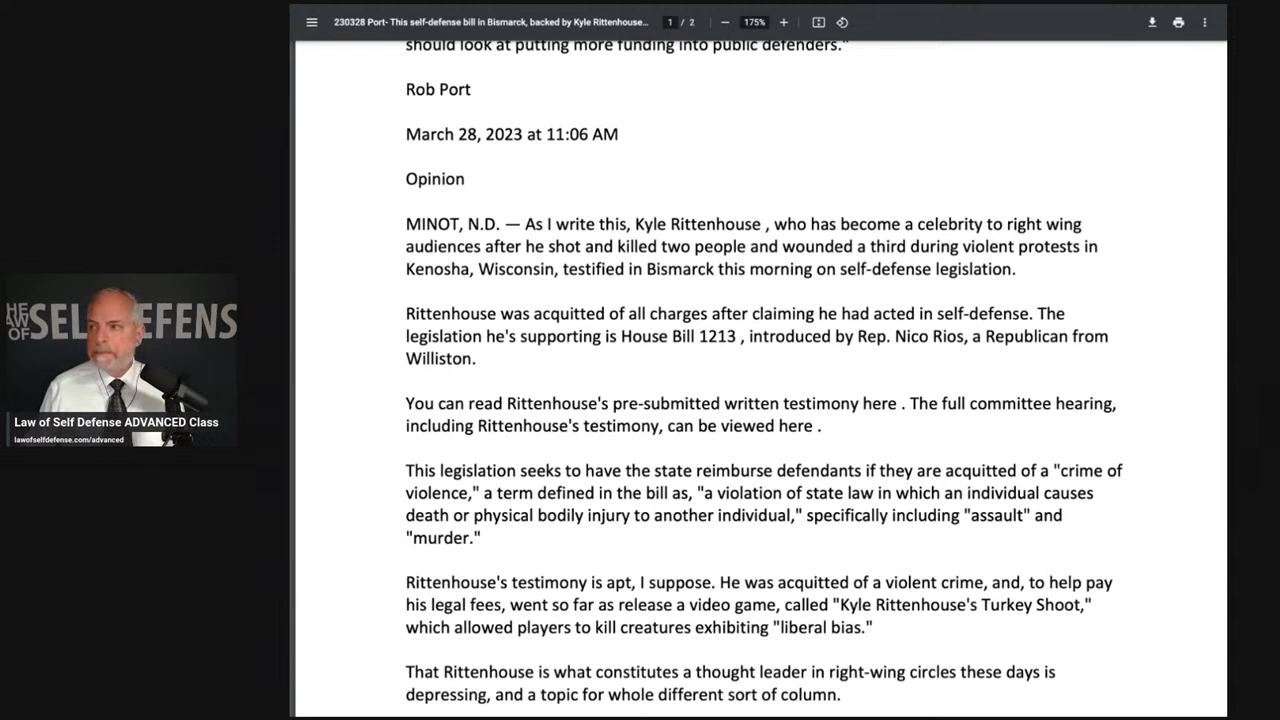 230328 Port- This self-defense bill in Bismarck, backed by Kyle Rittenhouse...
1 / 2
175%
should look at putting more funding into public defenders."
Rob Port
March 28, 2023 at 11:06 AM
Opinion
MINOT, N.D. — As I write this, Kyle Rittenhouse , who has become a celebrity to right wing
audiences after he shot and killed two people and wounded a third during violent protests in
Kenosha, Wisconsin, testified in Bismarck this morning on self-defense legislation.
Rittenhouse was acquitted of all charges after claiming he had acted in self-defense. The
legislation he's supporting is House Bill 1213 , introduced by Rep. Nico Rios, a Republican from
Williston.
You can read Rittenhouse's pre-submitted written testimony here . The full committee hearing,
including Rittenhouse's testimony, can be viewed here .
This legislation seeks to have the state reimburse defendants if they are acquitted of a "crime of
violence," a term defined in the bill as, "a violation of state law in which an individual causes
death or physical bodily injury to another individual," specifically including "assault" and
"murder."
Rittenhouse's testimony is apt, I suppose. He was acquitted of a violent crime, and, to help pay
his legal fees, went so far as release a video game, called "Kyle Rittenhouse's Turkey Shoot,"
which allowed players to kill creatures exhibiting "liberal bias."
That Rittenhouse is what constitutes a thought leader in right-wing circles these days is
depressing, and a topic for whole different sort of column.
HE
AW
OF
SEL
EFENS
Law of Self Defense ADVANCED Class
lawofselfdefense.com/advanced